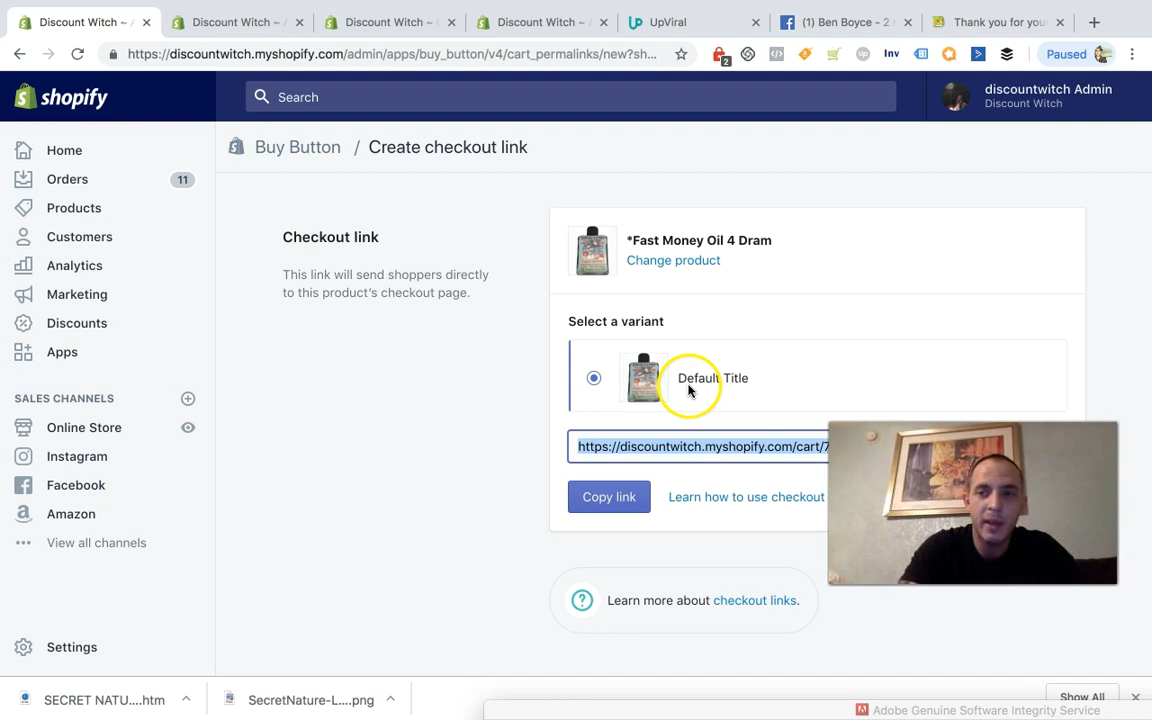 Discount Witch ~ /
Discount Witch ~ /
Discount Witch ~
Discount Witch ~
UpViral
(1) Ben Boyce - 2
Thank you for you
https://discountwitch.myshopify.com/admin/apps/buy_button/v4/cart_permalinks/new?sh...
2
Inv
Paused
shopify
Search
discountwitch Admin
Discount Witch
Home
Orders
11
Products
Customers
Analytics
Marketing
Discounts
Apps
SALES CHANNELS
Online Store
Instagram
Facebook
Amazon
View all channels
Settings
Buy Button / Create checkout link
Checkout link
This link will send shoppers directly
to this product's checkout page.
*Fast Money Oil 4 Dram
Change product
Select a variant
Default Title
https://discountwitch.myshopify.com/cart/7
Copy link
Learn how to use checkout
Learn more about checkout links.
SECRET NATU....htm
SecretNature-L....png
Show All
Adobe Genuine Software Integrity Service